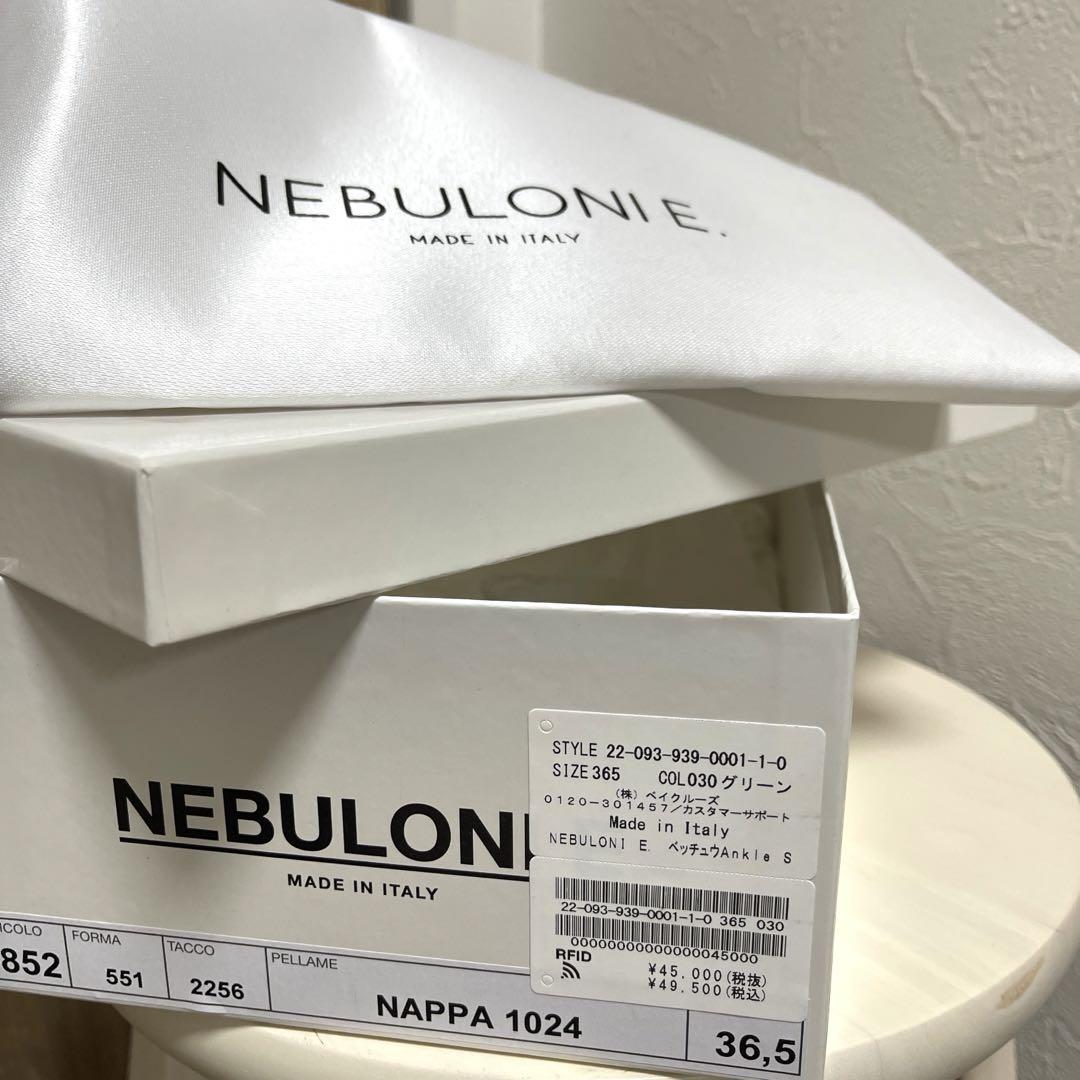 NEBULONI E.
MADE IN ITALY
NEBULONI
MADE IN ITALY
STYLE 22-093-939-0001-1-0
SIZE 365 COL030 グリーン
(株) ベイクルーズ
0120-301457/カスタマーサポート
Made in Italy
NEBULONI E. ベッチュウAnkle S
22-093-939-0001-1-0 365 030
00000000000000045000
RFID
¥45.000(税抜)
¥49.500(税込)
ICOLO
852
FORMA
551
TACCO
2256
PELLAME
NAPPA 1024
36,5